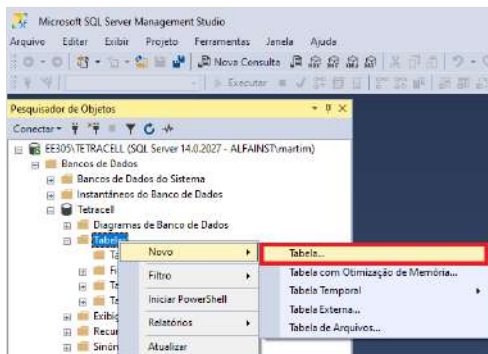 Microsoft SQL Server Management Studio
Arquivo Editar Exibir Projeto Ferramentas Janela Ajuda
Nova Consulta
Executar
Pesquisador de Objetos
Conectar
EE305\TETRACELL (SQL Server 14.0.2027 - ALFAINST\martim)
Bancos de Dados
Bancos de Dados do Sistema
Instantâneos do Banco de Dados
Tetracell
Diagramas de Banco de Dados
Tabelas
Novo
Tabela...
Filtro
Tabela com Otimização de Memória...
Tabela Temporal
Iniciar PowerShell
Tabela Externa...
Relatórios
Tabela de Arquivos...
Atualizar